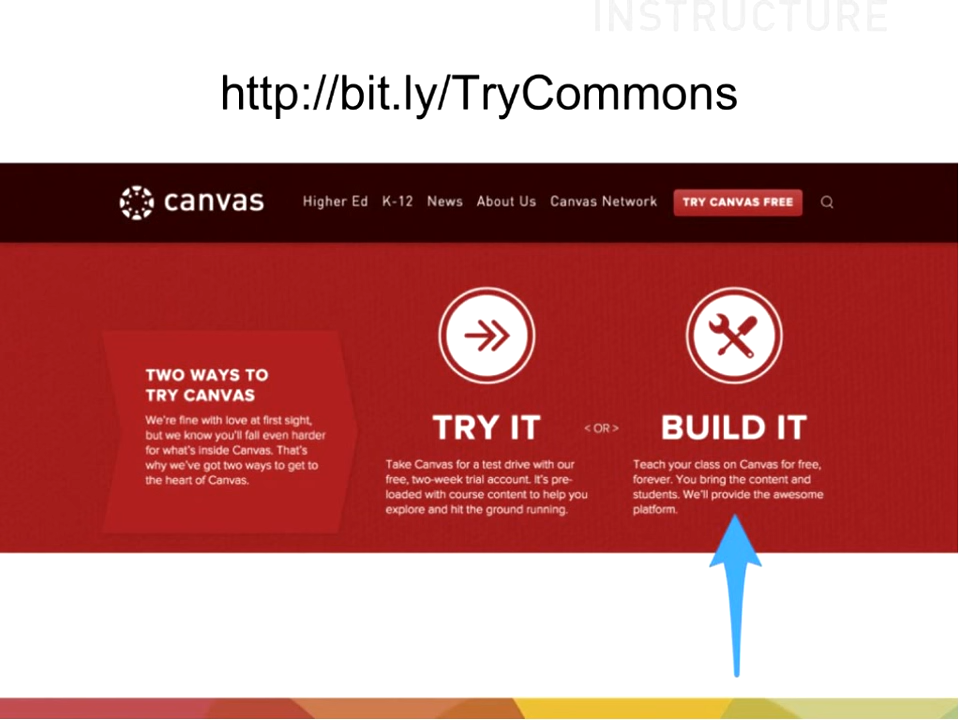 INSTRUCTURE
http://bit.ly/TryCommons
canvas Higher Ed K-12 News About Us Canvas Network TRY CANVAS FREE
TWO WAYS TO
TRY CANVAS
We're fine with love at first sight,
but we know you'll fall even harder
for what's inside Canvas. That's
why we've got two ways to get to
the heart of Canvas.
TRY IT
Take Canvas for a test drive with our
free, two-week trial account. It's pre-
loaded with course content to help you
explore and hit the ground running.
< OR >
BUILD IT
Teach your class on Canvas for free,
forever. You bring the content and
students. We'll provide the awesome
platform.